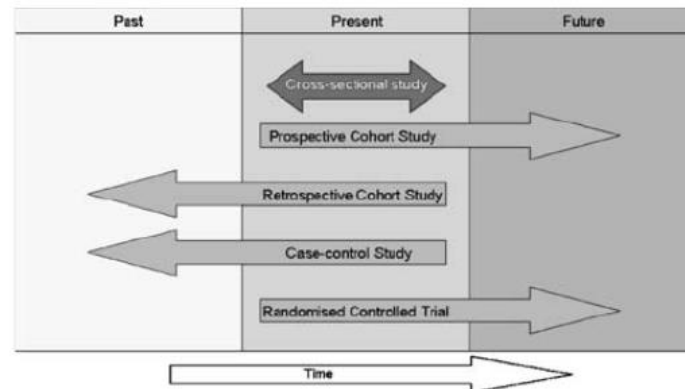 Past Present Future
Cross-sectional study
Prospective Cohort Study
Retrospective Cohort Study
Case-control Study
Randomised Controlled Trial
Time